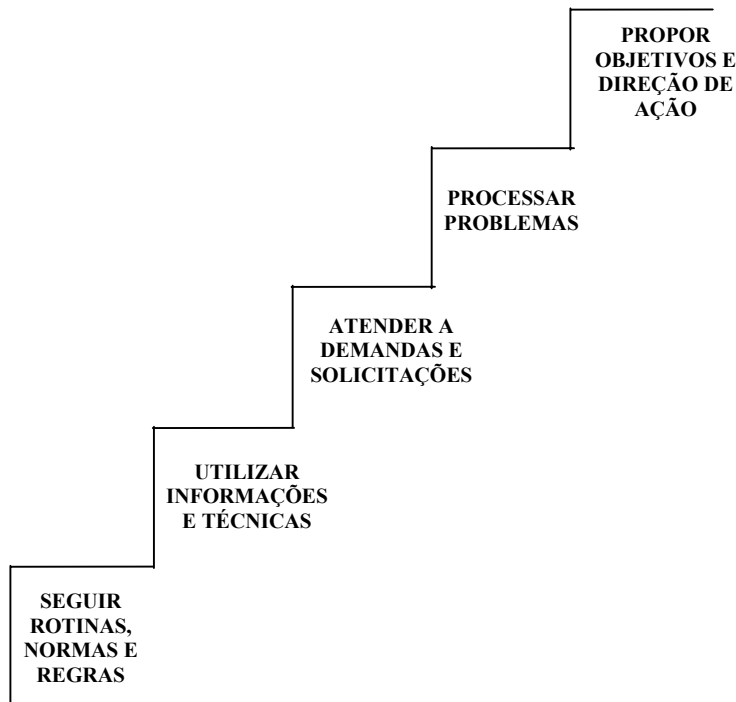 PROPOR
OBJETIVOS E
DIREÇÃO DE
AÇÃO
PROCESSAR
PROBLEMAS
ATENDER A
DEMANDAS E
SOLICITAÇÕES
UTILIZAR
INFORMAÇÕES
E TÉCNICAS
SEGUIR
ROTINAS,
NORMAS E
REGRAS